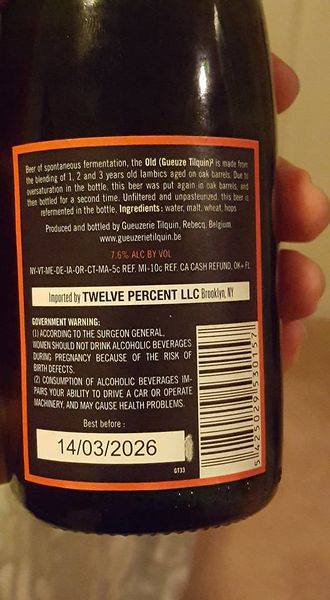 Beer of spontaneous fermentation, the Old (Gueuze Tilquin)² is made from
the blending of 1, 2 and 3 years old lambics aged on oak barrels. Due to
oversaturation in the bottle, this beer was put again in oak barrels, and
then bottled for a second time. Unfiltered and unpasteurized, this beer is
refermented in the bottle. Ingredients: water, malt, wheat, hops
Produced and bottled by Gueuzerie Tilquin, Rebecq, Belgium
www.gueuzerietilquin.be
7.6% ALC BY VOL
NY-VT-ME-DE-IA-OR-CT-MA-5c REF. MI-10c REF. CA CASH REFUND, OK+ FL
Imported by TWELVE PERCENT LLC Brooklyn, NY
GOVERNMENT WARNING:
(1) ACCORDING TO THE SURGEON GENERAL,
WOMEN SHOULD NOT DRINK ALCOHOLIC BEVERAGES
DURING PREGNANCY BECAUSE OF THE RISK OF
BIRTH DEFECTS.
(2) CONSUMPTION OF ALCOHOLIC BEVERAGES IM-
PAIRS YOUR ABILITY TO DRIVE A CAR OR OPERATE
MACHINERY, AND MAY CAUSE HEALTH PROBLEMS.
Best before :
14/03/2026
GT33
5 425029 530157